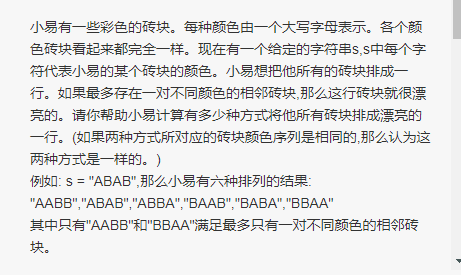 小易有一些彩色的砖块。每种颜色由一个大写字母表示。各个颜
色砖块看起来都完全一样。现在有一个给定的字符串s,s中每个字
符代表小易的某个砖块的颜色。小易想把他所有的砖块排成一
行。如果最多存在一对不同颜色的相邻砖块,那么这行砖块就很漂
亮的。请你帮助小易计算有多少种方式将他所有砖块排成漂亮的
一行。(如果两种方式所对应的砖块颜色序列是相同的,那么认为这
两种方式是一样的。)
例如: s = "ABAB",那么小易有六种排列的结果:
"AABB","ABAB","ABBA","BAAB","BABA","BBAA"
其中只有"AABB"和"BBAA"满足最多只有一对不同颜色的相邻砖
块。